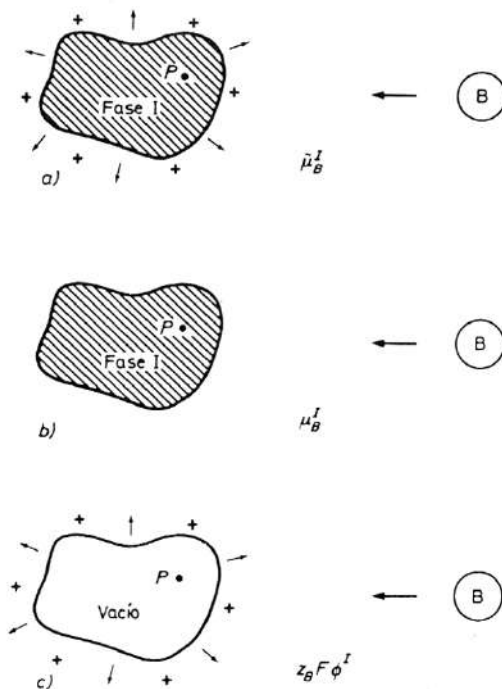 + +
P
+ Fase I + B
+ +
a) μ̃_B^I
P
B
Fase I
b) μ_B^I
+ +
P
+ Vacío + B
+ +
c) z_B F ϕ^I